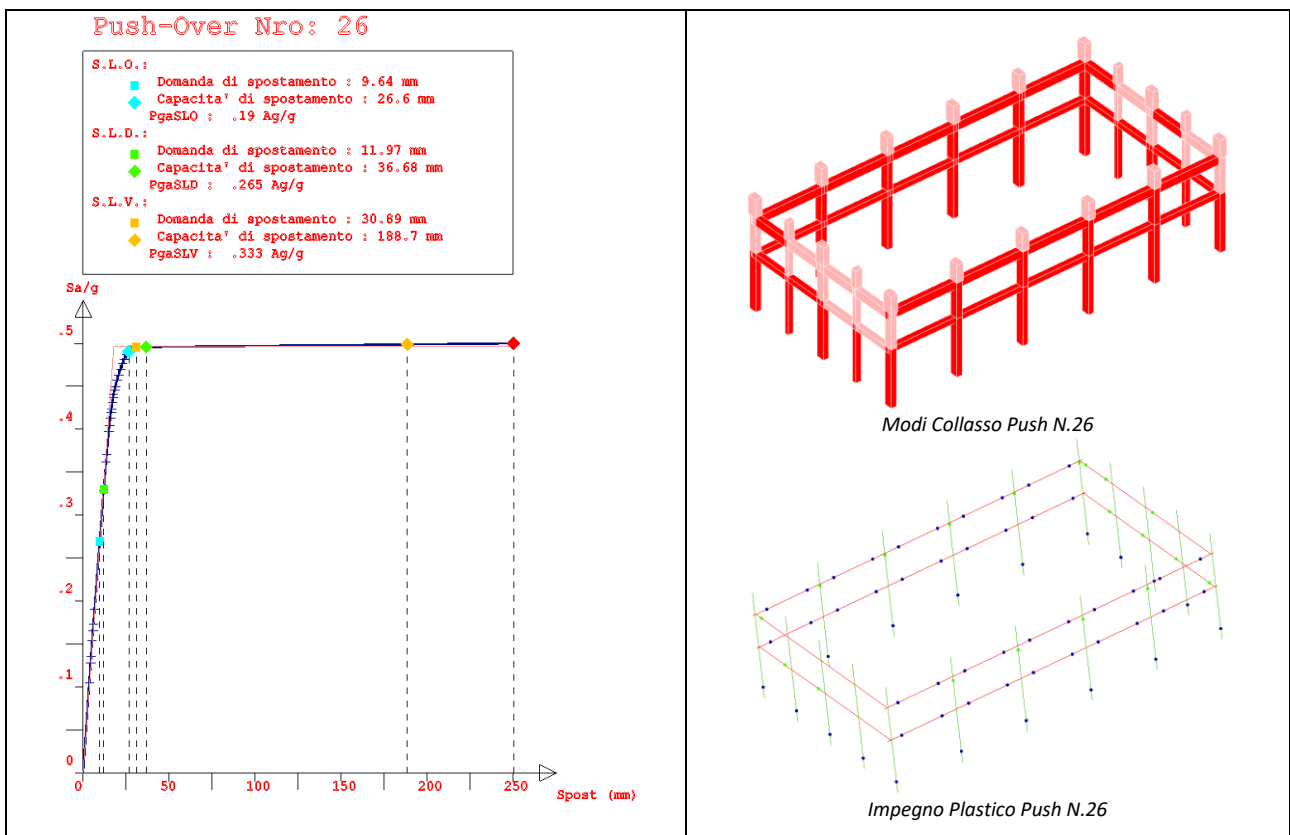 Push-Over Nro: 26
S.L.O.:
Domanda di spostamento : 9.64 mm
Capacita' di spostamento : 26.6 mm
PgaSLO : .19 Ag/g
S.L.D.:
Domanda di spostamento : 11.97 mm
Capacita' di spostamento : 36.68 mm
PgaSLD : .265 Ag/g
S.L.V.:
Domanda di spostamento : 30.89 mm
Capacita' di spostamento : 188.7 mm
PgaSLV : .333 Ag/g
Sa/g
.5
.4
.3
.2
.1
0
0 50 100 150 200 250
Spost (mm)
Modi Collasso Push N.26
Impegno Plastico Push N.26